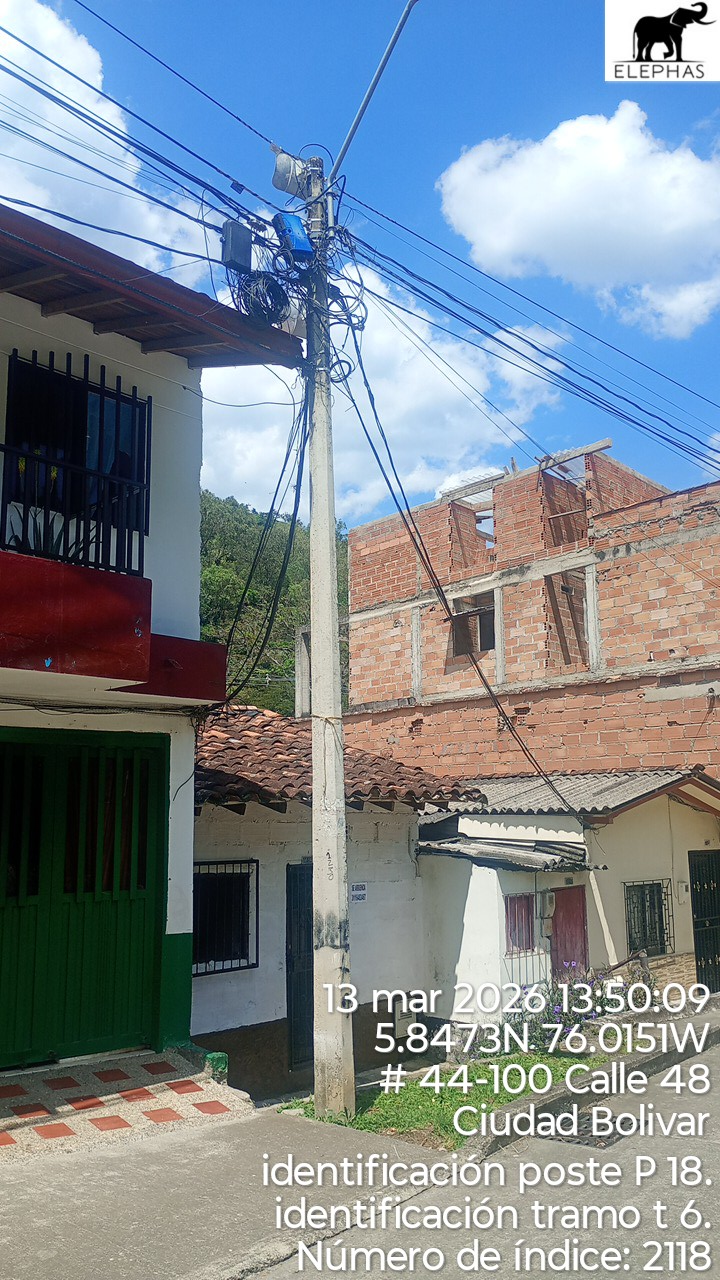 ELEPHAS
13 mar 2026 13:50:09
5.8473N 76.0151W
# 44-100 Calle 48
Ciudad Bolivar
identificación poste P 18.
identificación tramo t 6.
Número de índice: 2118